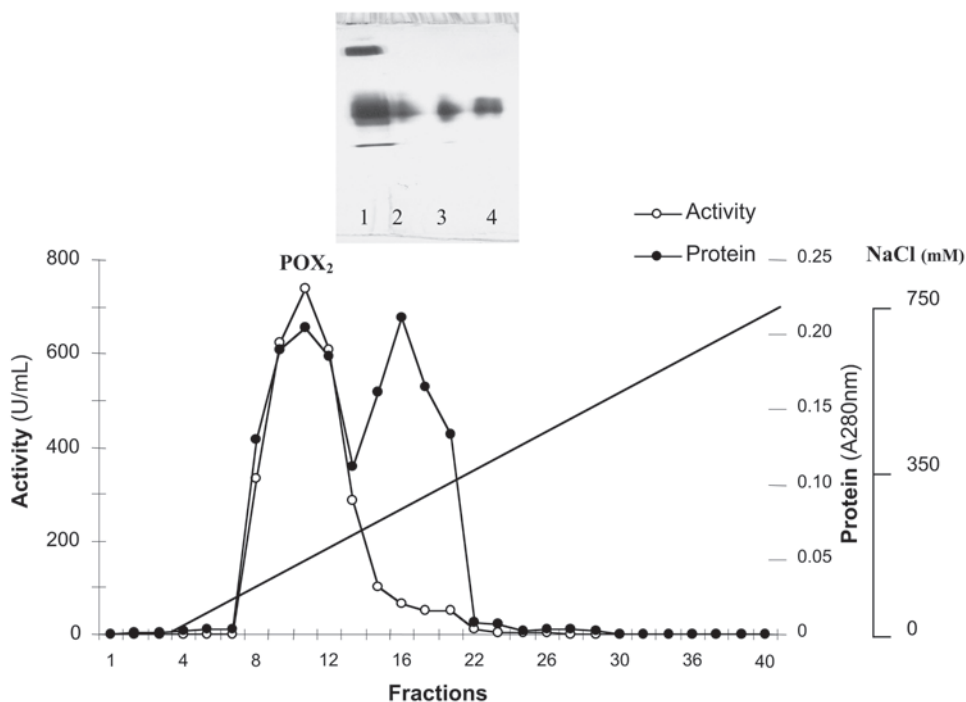 1 2 3 4
Activity
Protein
POX₂
800
600
400
200
0
Activity (U/mL)
0.25
0.20
0.15
0.10
0.05
0
Protein (A280nm)
NaCl (mM)
750
350
0
1 4 8 12 16 22 26 30 36 40
Fractions